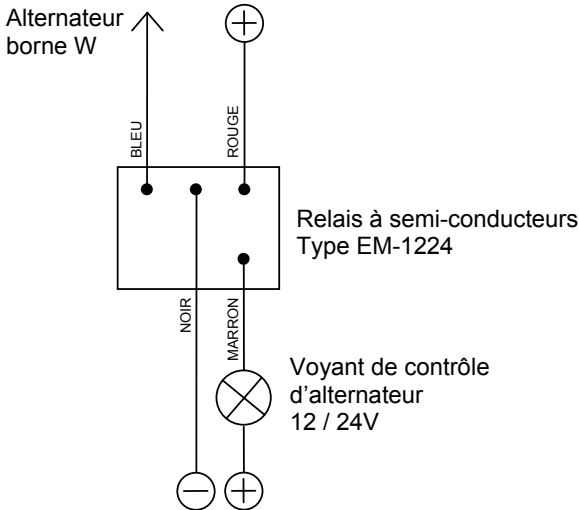 Alternateur
borne W
BLEU
ROUGE
Relais à semi-conducteurs
Type EM-1224
NOIR
MARRON
Voyant de contrôle
d'alternateur
12 / 24V